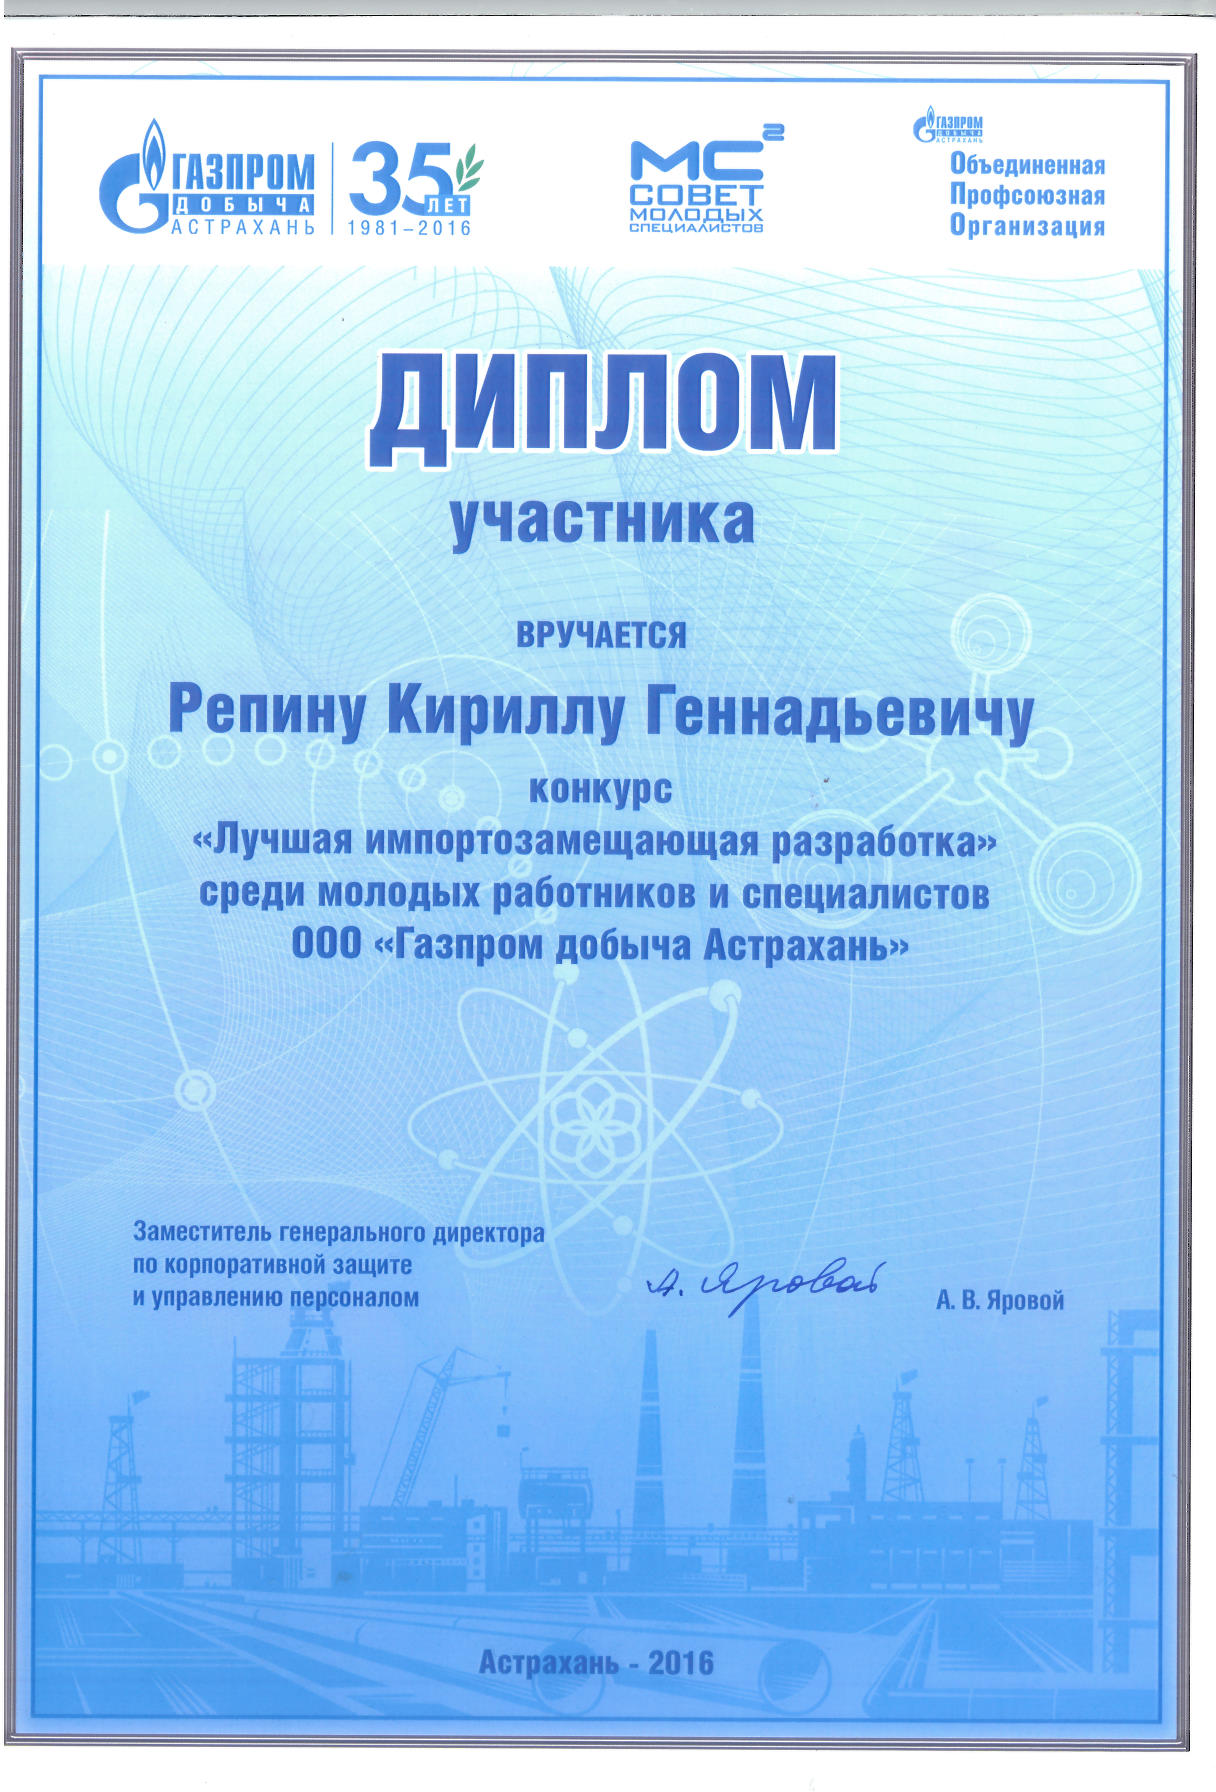 ГАЗПРОМ
ДОБЫЧА
АСТРАХАНЬ
35
ЛЕТ
1981–2016
МС²
СОВЕТ
МОЛОДЫХ
СПЕЦИАЛИСТОВ
ГАЗПРОМ
ДОБЫЧА
АСТРАХАНЬ
Объединенная
Профсоюзная
Организация
ДИПЛОМ
участника
ВРУЧАЕТСЯ
Репину Кириллу Геннадьевичу
конкурс
«Лучшая импортозамещающая разработка»
среди молодых работников и специалистов
ООО «Газпром добыча Астрахань»
Заместитель генерального директора
по корпоративной защите
и управлению персоналом
А. Яровой
А. В. Яровой
Астрахань - 2016